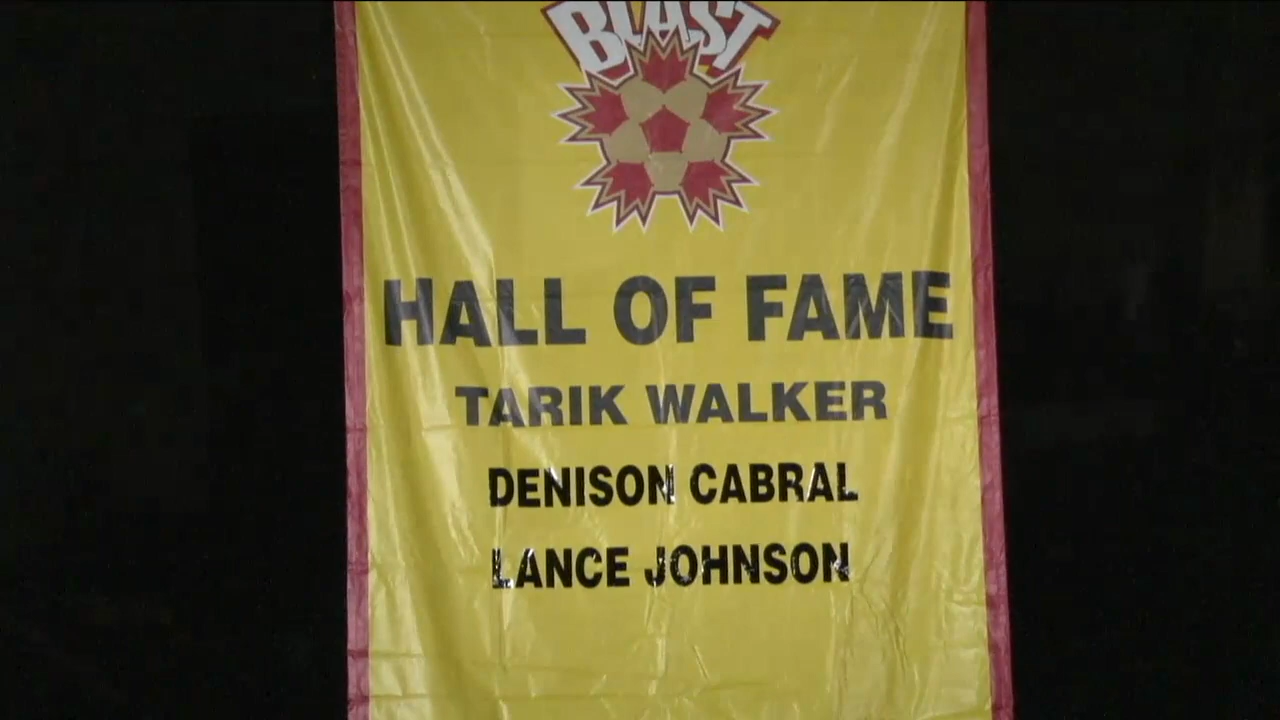 BLAST
HALL OF FAME
TARIK WALKER
DENISON CABRAL
LANCE JOHNSON